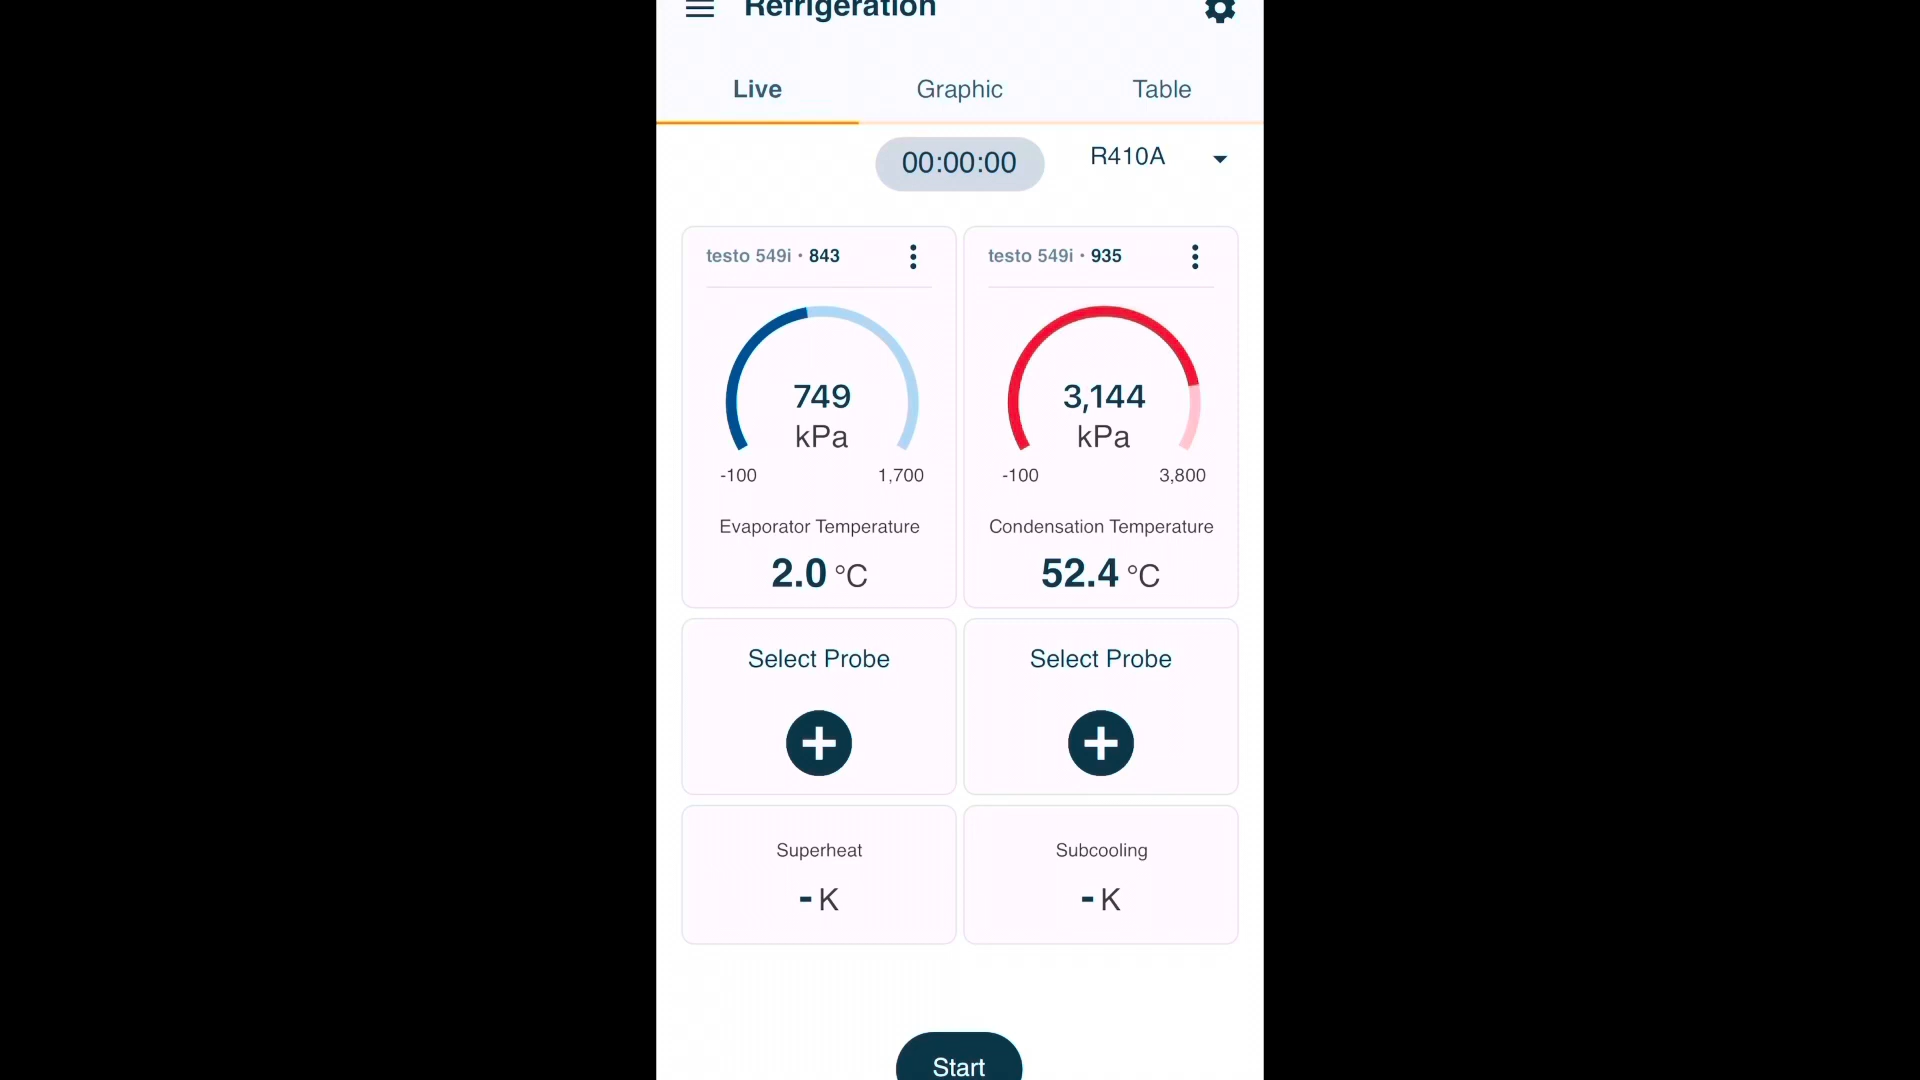 Refrigeration
Live Graphic Table
00:00:00 R410A
testo 549i • 843
749
kPa
-100 1,700
Evaporator Temperature
2.0 °C
testo 549i • 935
3,144
kPa
-100 3,800
Condensation Temperature
52.4 °C
Select Probe
Select Probe
Superheat
- K
Subcooling
- K
Start